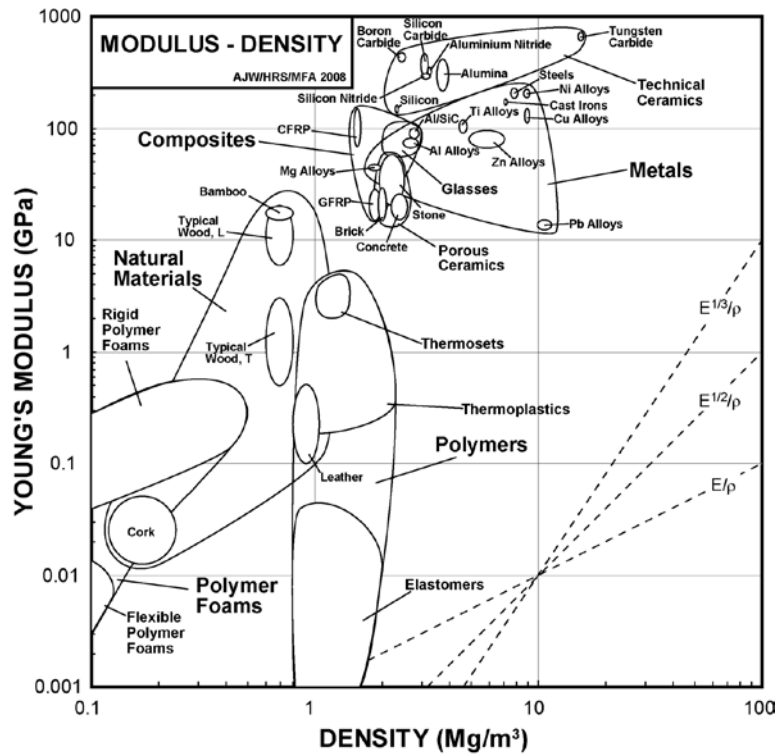 MODULUS - DENSITY
AJW/HRS/MFA 2008
YOUNG'S MODULUS (GPa)
1000
100
10
1
0.1
0.01
0.001
Boron
Carbide
Silicon
Carbide
Aluminium Nitride
Tungsten
Carbide
Alumina
Steels
Ni Alloys
Technical
Ceramics
Silicon Nitride
Silicon
Cast Irons
Cu Alloys
Ti Alloys
Al/SiC
CFRP
Composites
Al Alloys
Zn Alloys
Metals
Mg Alloys
Glasses
Bamboo
GFRP
Stone
Typical
Wood, L
Brick
Concrete
Porous
Ceramics
Pb Alloys
Natural
Materials
Rigid
Polymer
Foams
Typical
Wood, T
Thermosets
E1/3/ρ
Thermoplastics
E1/2/ρ
Polymers
Leather
E/ρ
Cork
Polymer
Foams
Elastomers
Flexible
Polymer
Foams
0.1
1
10
100
DENSITY (Mg/m³)